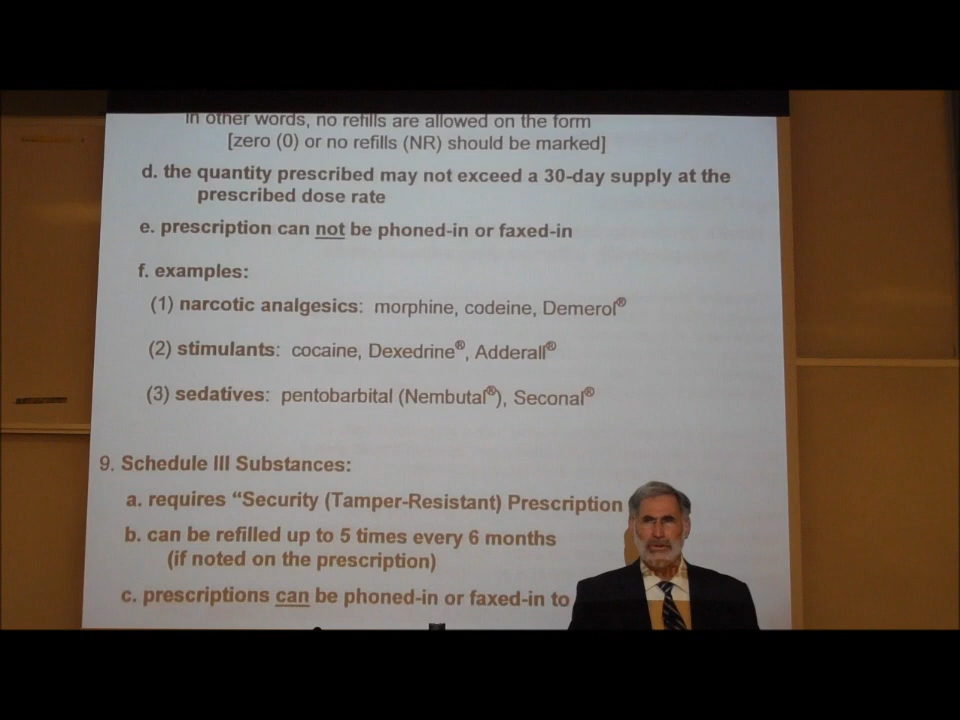 in other words, no refills are allowed on the form
[zero (0) or no refills (NR) should be marked]
d. the quantity prescribed may not exceed a 30-day supply at the
prescribed dose rate
e. prescription can not be phoned-in or faxed-in
f. examples:
(1) narcotic analgesics: morphine, codeine, Demerol®
(2) stimulants: cocaine, Dexedrine®, Adderall®
(3) sedatives: pentobarbital (Nembutal®), Seconal®
9. Schedule III Substances:
a. requires “Security (Tamper-Resistant) Prescription
b. can be refilled up to 5 times every 6 months
(if noted on the prescription)
c. prescriptions can be phoned-in or faxed-in to